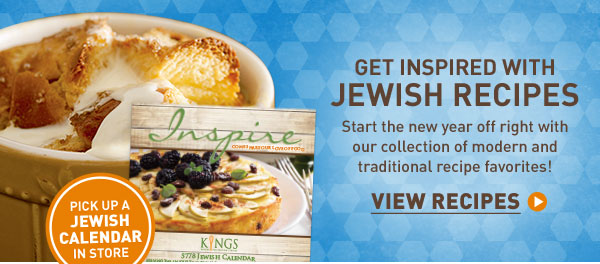 GET INSPIRED WITH
JEWISH RECIPES
Start the new year off right with
our collection of modern and
traditional recipe favorites!
VIEW RECIPES
Inspire
KINGS
5778 JEWISH CALENDAR
PICK UP A
JEWISH
CALENDAR
IN STORE